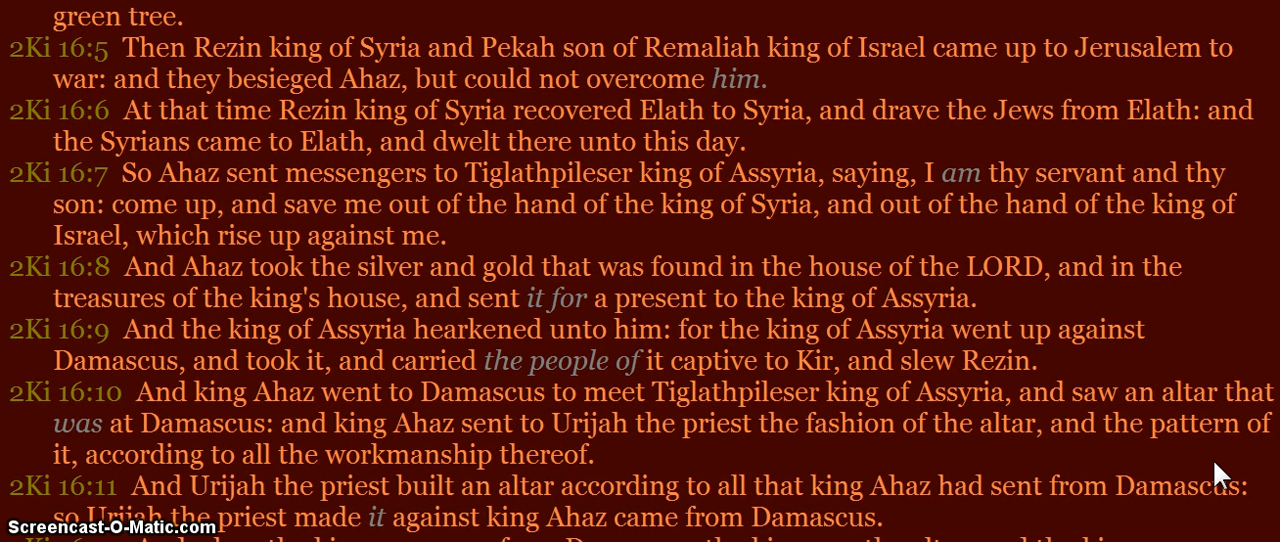 green tree.
2Ki 16:5 Then Rezin king of Syria and Pekah son of Remaliah king of Israel came up to Jerusalem to
war: and they besieged Ahaz, but could not overcome him.
2Ki 16:6 At that time Rezin king of Syria recovered Elath to Syria, and drave the Jews from Elath: and
the Syrians came to Elath, and dwelt there unto this day.
2Ki 16:7 So Ahaz sent messengers to Tiglathpileser king of Assyria, saying, I am thy servant and thy
son: come up, and save me out of the hand of the king of Syria, and out of the hand of the king of
Israel, which rise up against me.
2Ki 16:8 And Ahaz took the silver and gold that was found in the house of the LORD, and in the
treasures of the king's house, and sent it for a present to the king of Assyria.
2Ki 16:9 And the king of Assyria hearkened unto him: for the king of Assyria went up against
Damascus, and took it, and carried the people of it captive to Kir, and slew Rezin.
2Ki 16:10 And king Ahaz went to Damascus to meet Tiglathpileser king of Assyria, and saw an altar that
was at Damascus: and king Ahaz sent to Urijah the priest the fashion of the altar, and the pattern of
it, according to all the workmanship thereof.
2Ki 16:11 And Urijah the priest built an altar according to all that king Ahaz had sent from Damascus:
so Urijah the priest made it against king Ahaz came from Damascus.
Screencast-O-Matic.com